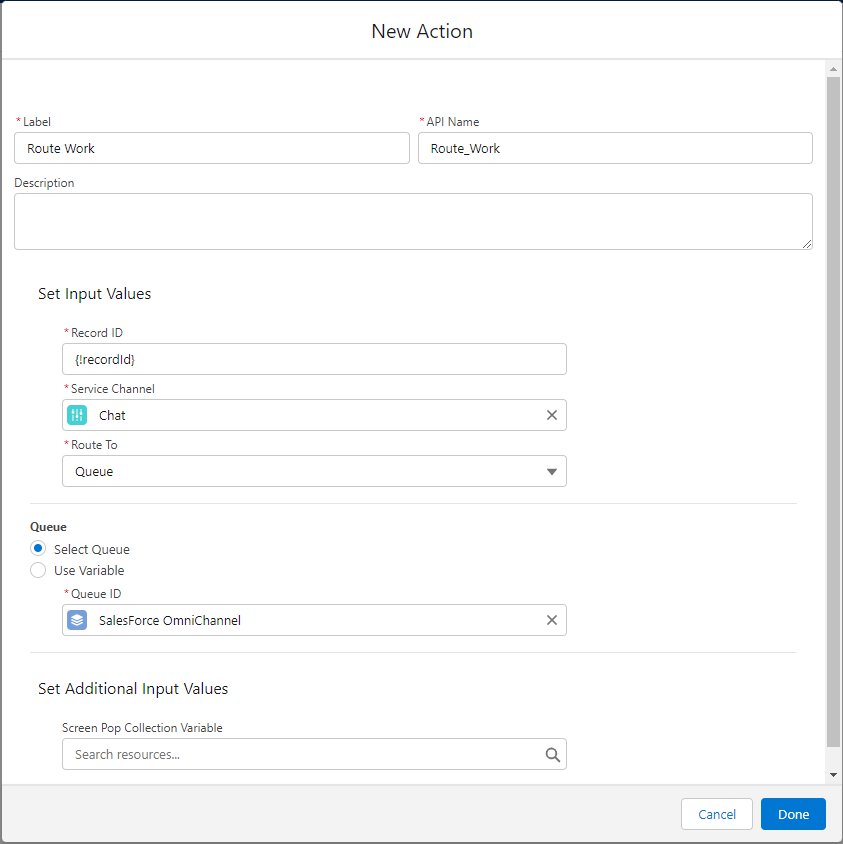 New Action
* Label
* API Name
Route Work
Route_Work
Description
Set Input Values
* Record ID
{!recordId}
* Service Channel
Chat
* Route To
Queue
Queue
Select Queue
Use Variable
* Queue ID
SalesForce OmniChannel
Set Additional Input Values
Screen Pop Collection Variable
Search resources...
Cancel
Done